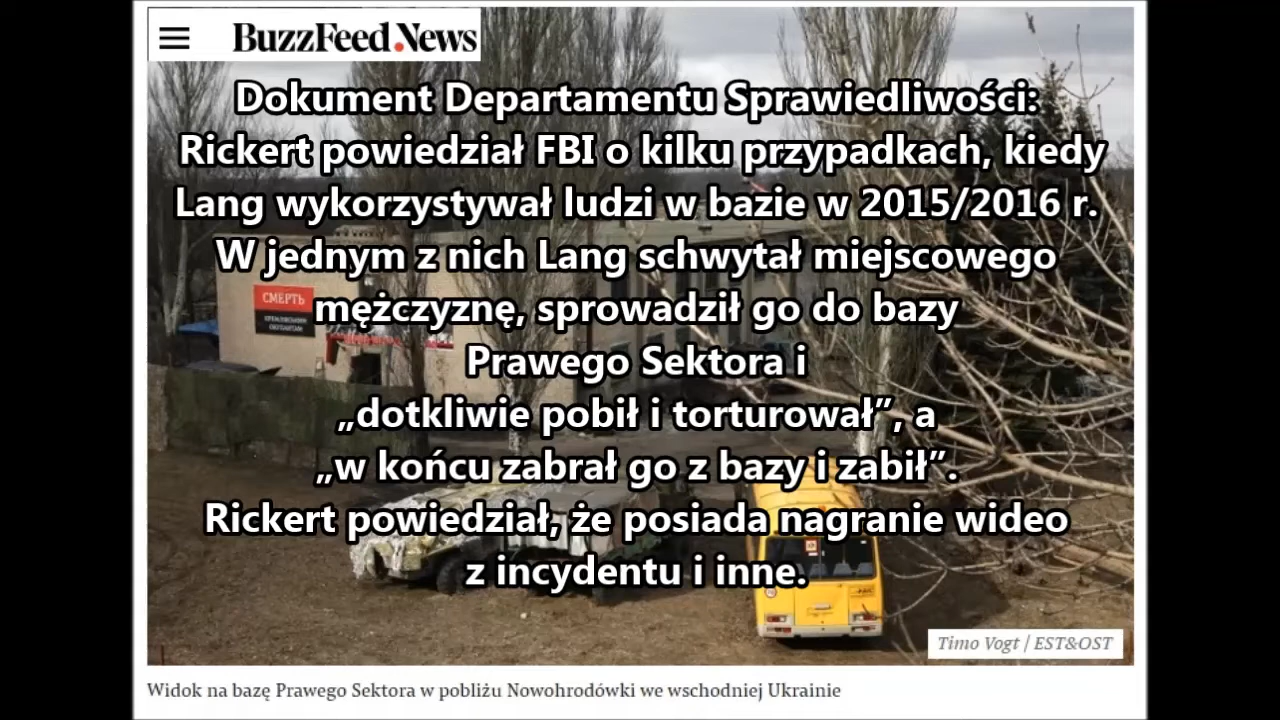 BuzzFeed.News
Dokument Departamentu Sprawiedliwości:
Rickert powiedział FBI o kilku przypadkach, kiedy
Lang wykorzystywał ludzi w bazie w 2015/2016 r.
W jednym z nich Lang schwytał miejscowego
mężczyznę, sprowadził go do bazy
Prawego Sektora i
„dotkliwie pobił i torturował”, a
„w końcu zabrał go z bazy i zabił”.
Rickert powiedział, że posiada nagranie wideo
z incydentu i inne.
СМЕРТЬ
Timo Vogt / EST&OST
Widok na bazę Prawego Sektora w pobliżu Nowohrodówki we wschodniej Ukrainie